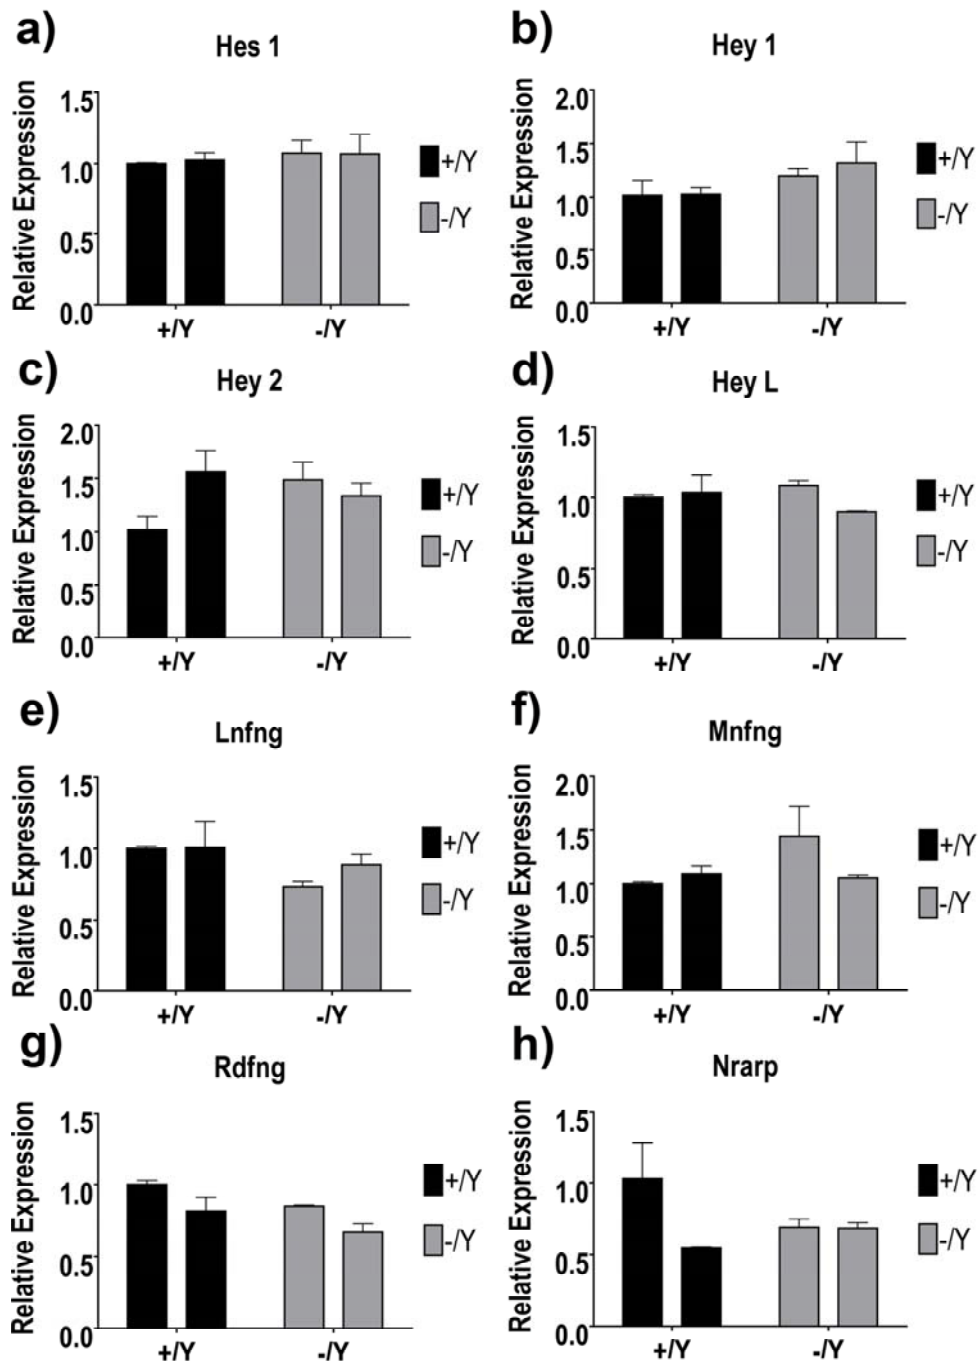 a)
Hes 1
Relative Expression
1.5
1.0
0.5
0.0
+/Y
-/Y
+/Y
-/Y
b)
Hey 1
Relative Expression
2.0
1.5
1.0
0.5
0.0
+/Y
-/Y
+/Y
-/Y
c)
Hey 2
Relative Expression
2.0
1.5
1.0
0.5
0.0
+/Y
-/Y
+/Y
-/Y
d)
Hey L
Relative Expression
1.5
1.0
0.5
0.0
+/Y
-/Y
+/Y
-/Y
e)
Lnfng
Relative Expression
1.5
1.0
0.5
0.0
+/Y
-/Y
+/Y
-/Y
f)
Mnfng
Relative Expression
2.0
1.5
1.0
0.5
0.0
+/Y
-/Y
+/Y
-/Y
g)
Rdfng
Relative Expression
1.5
1.0
0.5
0.0
+/Y
-/Y
+/Y
-/Y
h)
Nrarp
Relative Expression
1.5
1.0
0.5
0.0
+/Y
-/Y
+/Y
-/Y